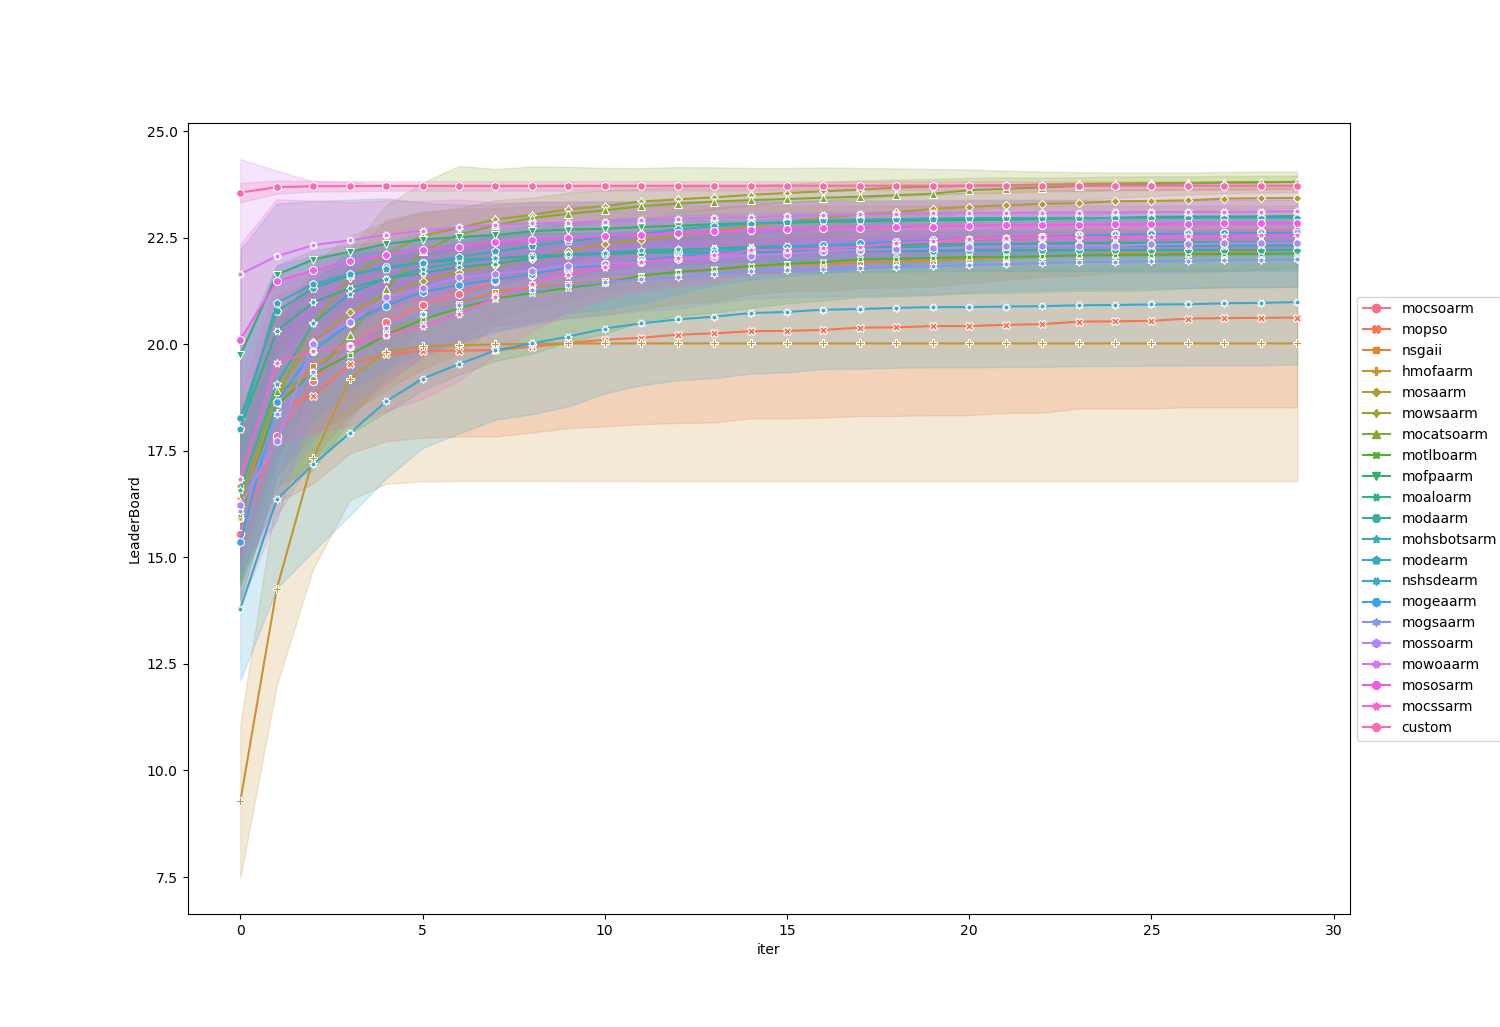 25.0
22.5
20.0
17.5
15.0
12.5
10.0
7.5
LeaderBoard
0 5 10 15 20 25 30
iter
mocsoarm
mopso
nsgaii
hmofaarm
mosaarm
mowsaarm
mocatsoarm
motlboarm
mofpaarm
moaloarm
modaarm
mohsbotsarm
modearm
nshsdearm
mogeaarm
mogsaarm
mossoarm
mowoaarm
mososarm
mocssarm
custom